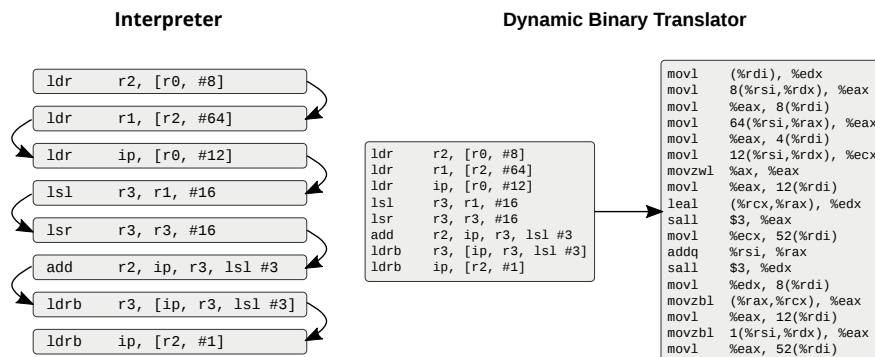 Interpreter
ldr r2, [r0, #8]
ldr r1, [r2, #64]
ldr ip, [r0, #12]
lsl r3, r1, #16
lsr r3, r3, #16
add r2, ip, r3, lsl #3
ldrb r3, [ip, r3, lsl #3]
ldrb ip, [r2, #1]
Dynamic Binary Translator
ldr r2, [r0, #8]
ldr r1, [r2, #64]
ldr ip, [r0, #12]
lsl r3, r1, #16
lsr r3, r3, #16
add r2, ip, r3, lsl #3
ldrb r3, [ip, r3, lsl #3]
ldrb ip, [r2, #1]
movl (%rdi), %edx
movl 8(%rsi,%rdx), %eax
movl %eax, 8(%rdi)
movl 64(%rsi,%rax), %eax
movl %eax, 4(%rdi)
movl 12(%rsi,%rdx), %ecx
movzwl %ax, %eax
movl %eax, 12(%rdi)
leal (%rcx,%rax), %edx
sall $3, %eax
movl %ecx, 52(%rdi)
addq %rsi, %rax
sall $3, %edx
movl %edx, 8(%rdi)
movzbl (%rax,%rcx), %eax
movl %eax, 12(%rdi)
movzbl 1(%rsi,%rdx), %eax
movl %eax, 52(%rdi)